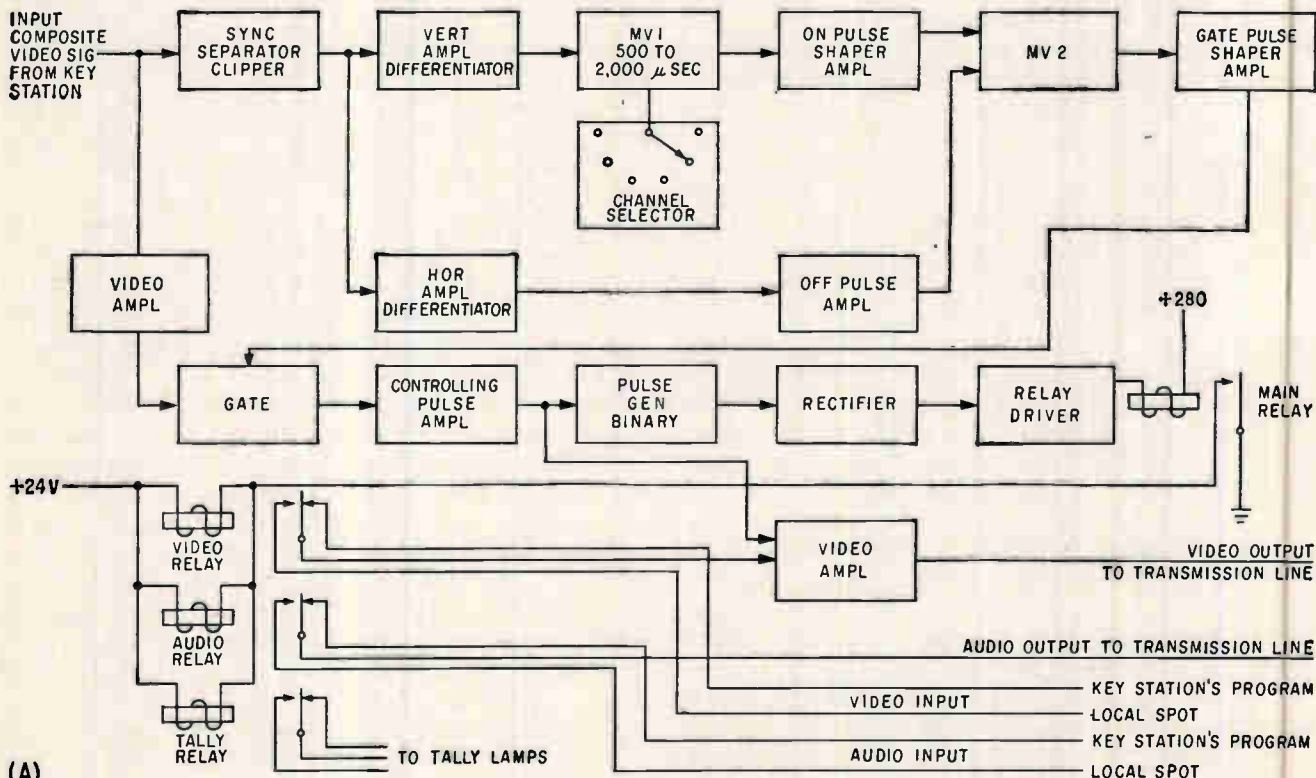 INPUT
COMPOSITE
VIDEO SIG
FROM KEY
STATION
SYNC
SEPARATOR
CLIPPER
VERT
AMPL
DIFFERENTIATOR
MV1
500 TO
2,000 μSEC
ON PULSE
SHAPER
AMPL
MV 2
GATE PULSE
SHAPER
AMPL
CHANNEL
SELECTOR
VIDEO
AMPL
HOR
AMPL
DIFFERENTIATOR
OFF PULSE
AMPL
+280
GATE
CONTROLLING
PULSE
AMPL
PULSE
GEN
BINARY
RECTIFIER
RELAY
DRIVER
MAIN
RELAY
+24V
VIDEO
RELAY
VIDEO
AMPL
VIDEO OUTPUT
TO TRANSMISSION LINE
AUDIO
RELAY
AUDIO OUTPUT TO TRANSMISSION LINE
KEY STATION'S PROGRAM
VIDEO INPUT
LOCAL SPOT
TALLY
RELAY
TO TALLY LAMPS
KEY STATION'S PROGRAM
AUDIO INPUT
LOCAL SPOT
(A)